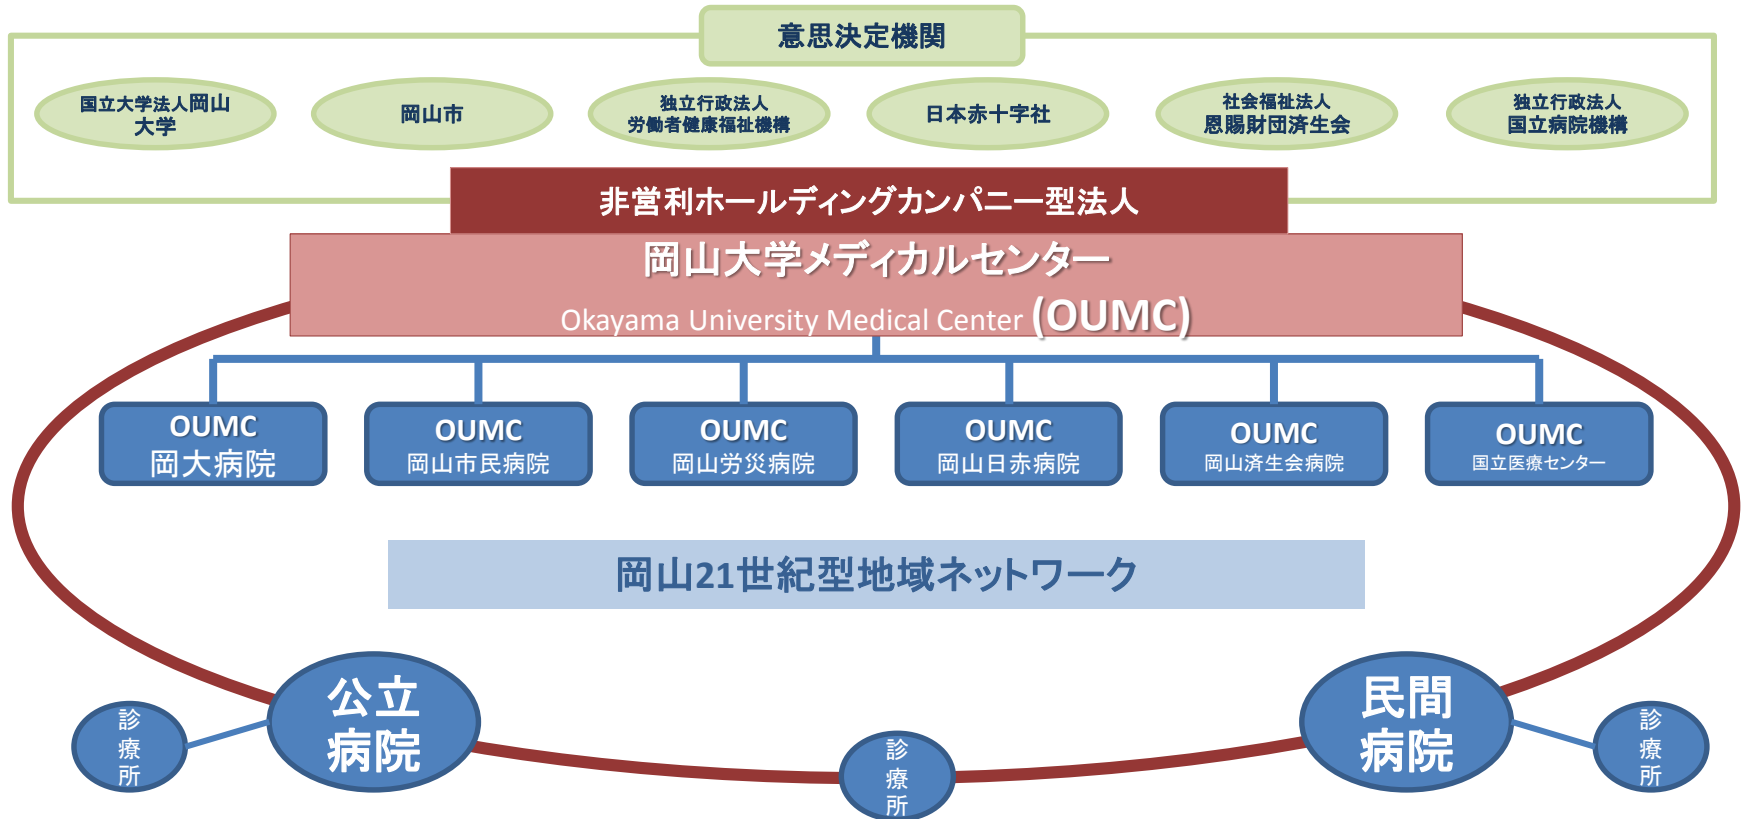 意思決定機関
国立大学法人岡山
大学
岡山市
独立行政法人
労働者健康福祉機構
日本赤十字社
社会福祉法人
恩賜財団済生会
独立行政法人
国立病院機構
非営利ホールディングカンパニー型法人
岡山大学メディカルセンター
Okayama University Medical Center (OUMC)
OUMC
岡大病院
OUMC
岡山市民病院
OUMC
岡山労災病院
OUMC
岡山日赤病院
OUMC
岡山済生会病院
OUMC
国立医療センター
岡山21世紀型地域ネットワーク
公立
病院
民間
病院
診
療
所
診
療
所
診
療
所